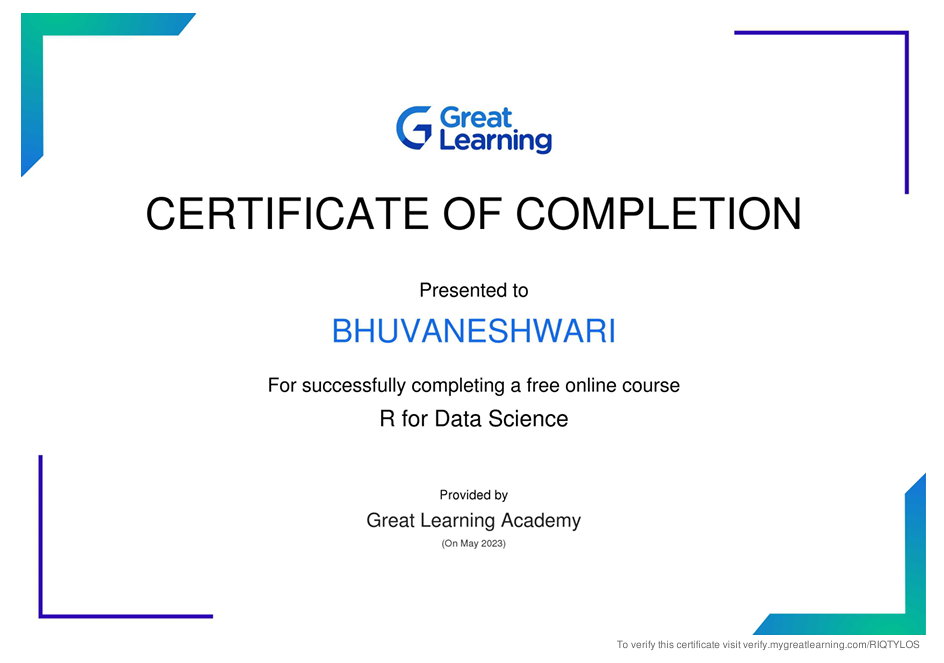 Great
Learning
CERTIFICATE OF COMPLETION
Presented to
BHUVANESHWARI
For successfully completing a free online course
R for Data Science
Provided by
Great Learning Academy
(On May 2023)
To verify this certificate visit verify.mygreatlearning.com/RIQTYLOS